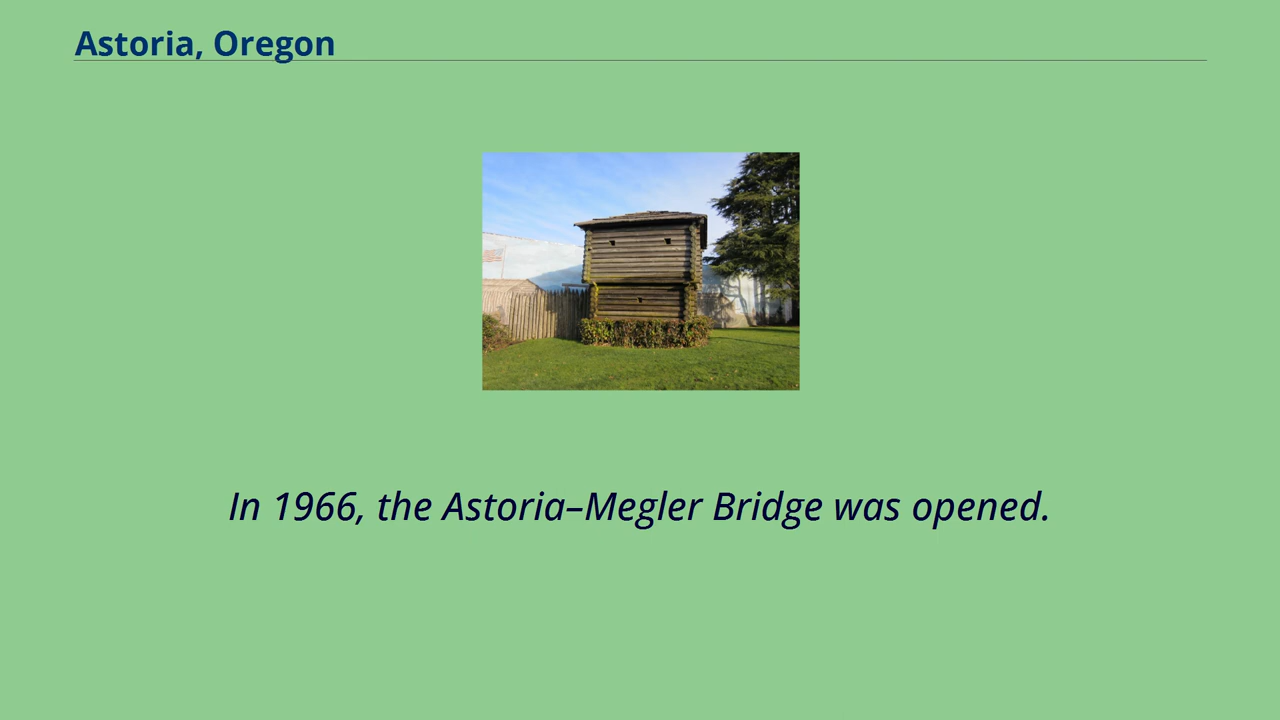 Astoria, Oregon
In 1966, the Astoria–Megler Bridge was opened.